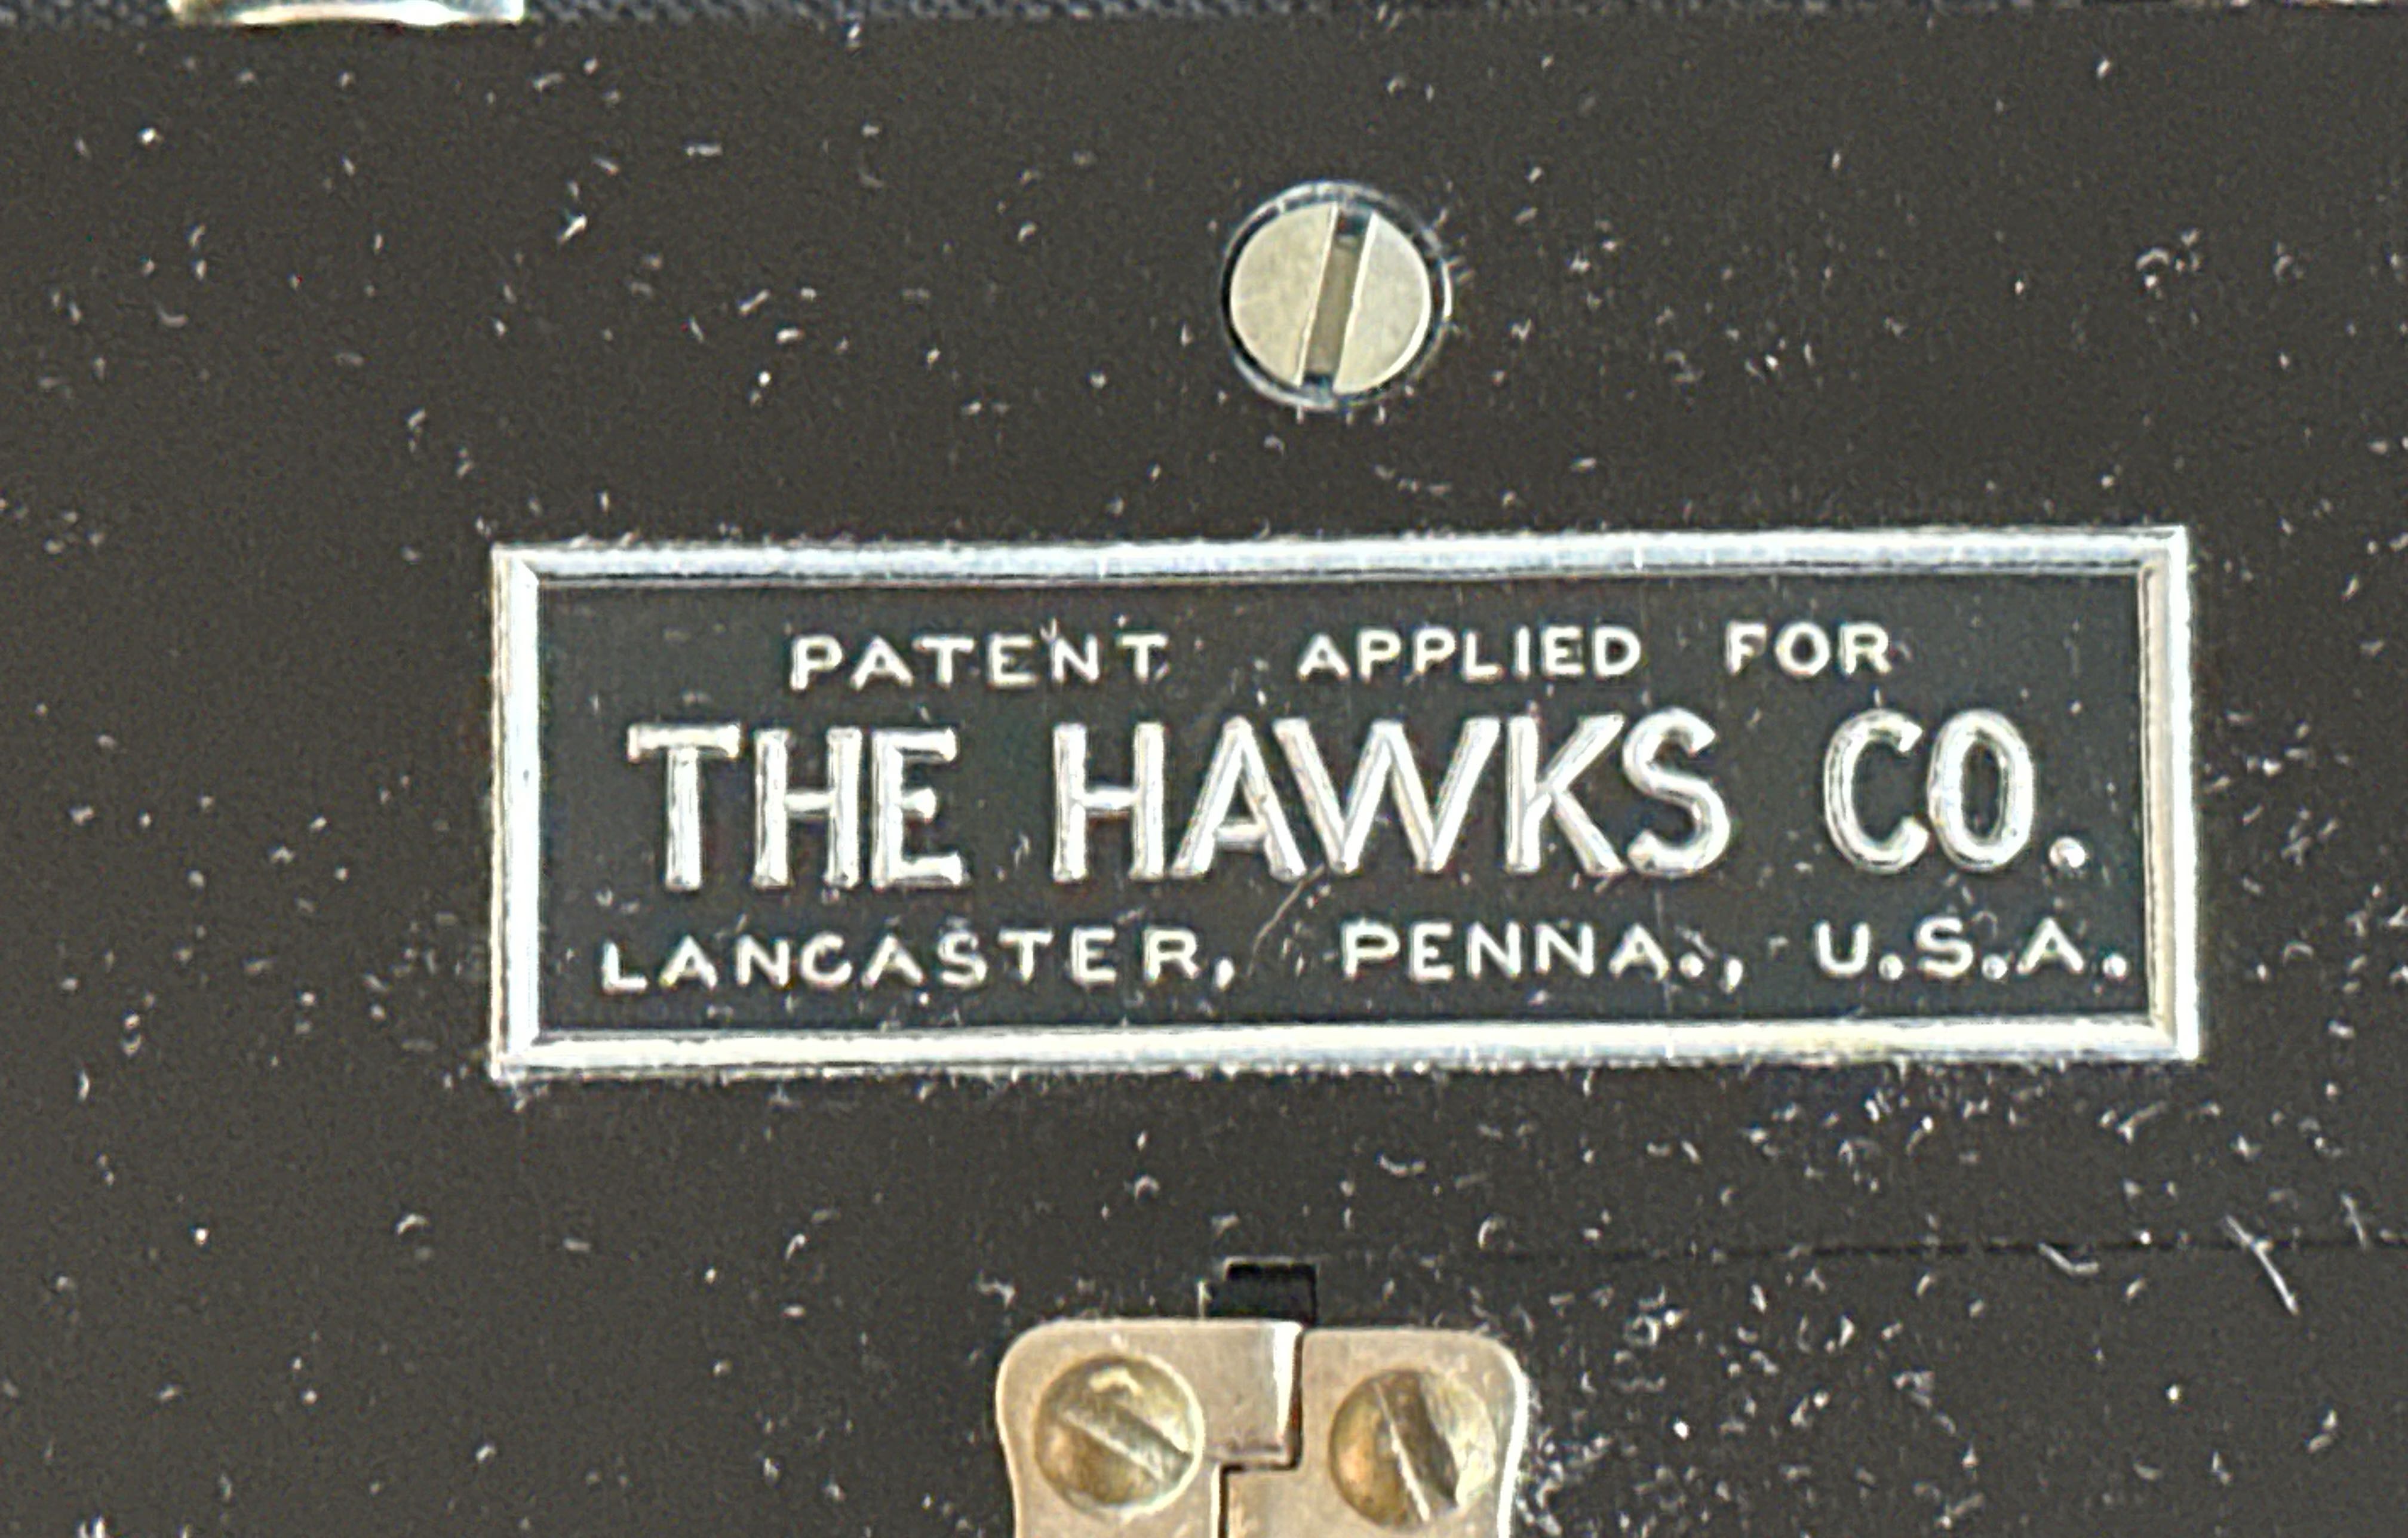 PATENT APPLIED FOR
THE HAWKS CO.
LANCASTER, PENNA., U.S.A.